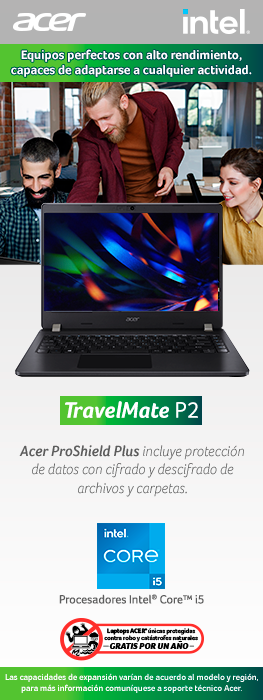 acer
intel.
Equipos perfectos con alto rendimiento,
capaces de adaptarse a cualquier actividad.
acer
TravelMate P2
Acer ProShield Plus incluye protección
de datos con cifrado y descifrado de
archivos y carpetas.
intel
CORE
i5
Procesadores Intel® Core™ i5
Laptops ACER® únicas protegidas
contra robo y catástrofes naturales
GRATIS POR UN AÑO
Las capacidades de expansión varían de acuerdo al modelo y región,
para más información comuníquese a soporte técnico Acer.